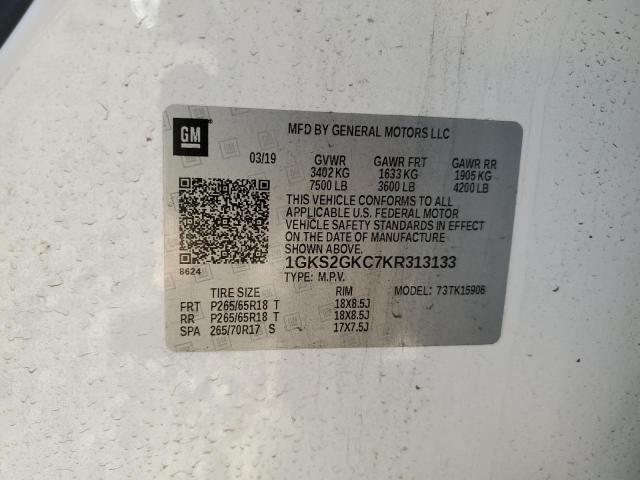 GM
MFD BY GENERAL MOTORS LLC
03/19 GVWR GAWR FRT GAWR RR
3402 KG 1633 KG 1905 KG
7500 LB 3600 LB 4200 LB
THIS VEHICLE CONFORMS TO ALL
APPLICABLE U.S. FEDERAL MOTOR
VEHICLE SAFETY STANDARDS IN EFFECT
ON THE DATE OF MANUFACTURE
SHOWN ABOVE.
8624
1GKS2GKC7KR313133
TYPE: M.P.V. MODEL: 73TK15906
TIRE SIZE RIM
FRT P265/65R18 T 18X8.5J
RR P265/65R18 T 18X8.5J
SPA 265/70R17 S 17X7.5J